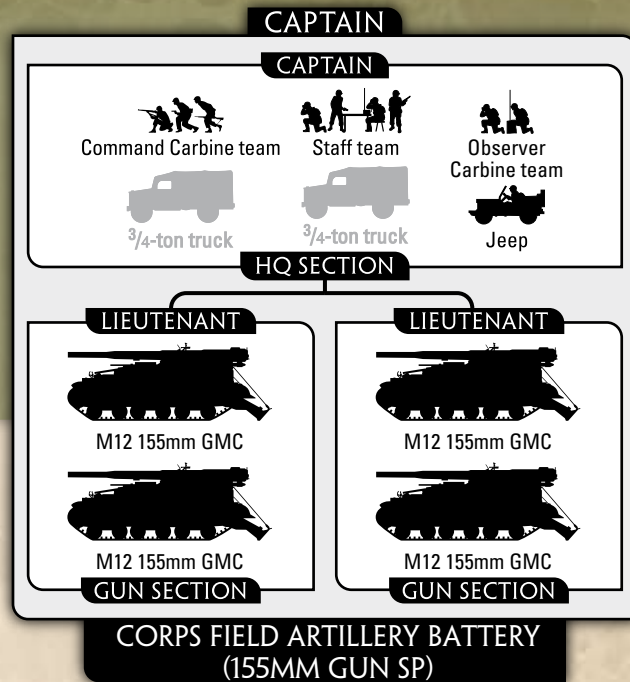 CAPTAIN
CAPTAIN
Command Carbine team
Staff team
Observer
Carbine team
3/4-ton truck
3/4-ton truck
Jeep
HQ SECTION
LIEUTENANT
LIEUTENANT
M12 155mm GMC
M12 155mm GMC
M12 155mm GMC
M12 155mm GMC
GUN SECTION
GUN SECTION
CORPS FIELD ARTILLERY BATTERY
(155MM GUN SP)